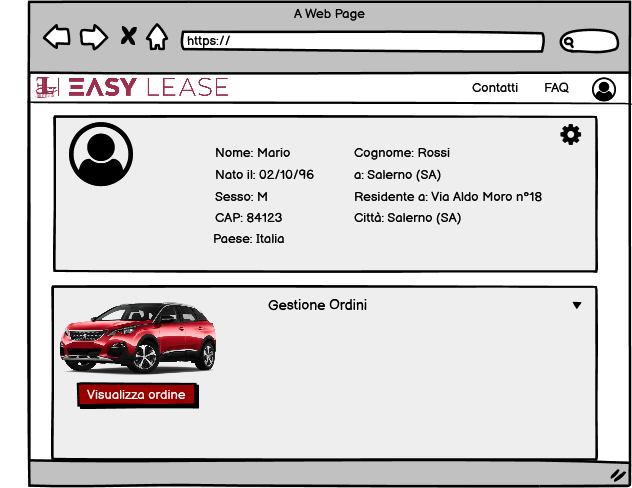 A Web Page
https://
EASY LEASE
Contatti
FAQ
Nome: Mario
Cognome: Rossi
Nato il: 02/10/96
a: Salerno (SA)
Sesso: M
Residente a: Via Aldo Moro n°18
CAP: 84123
Città: Salerno (SA)
Paese: Italia
Gestione Ordini
Visualizza ordine